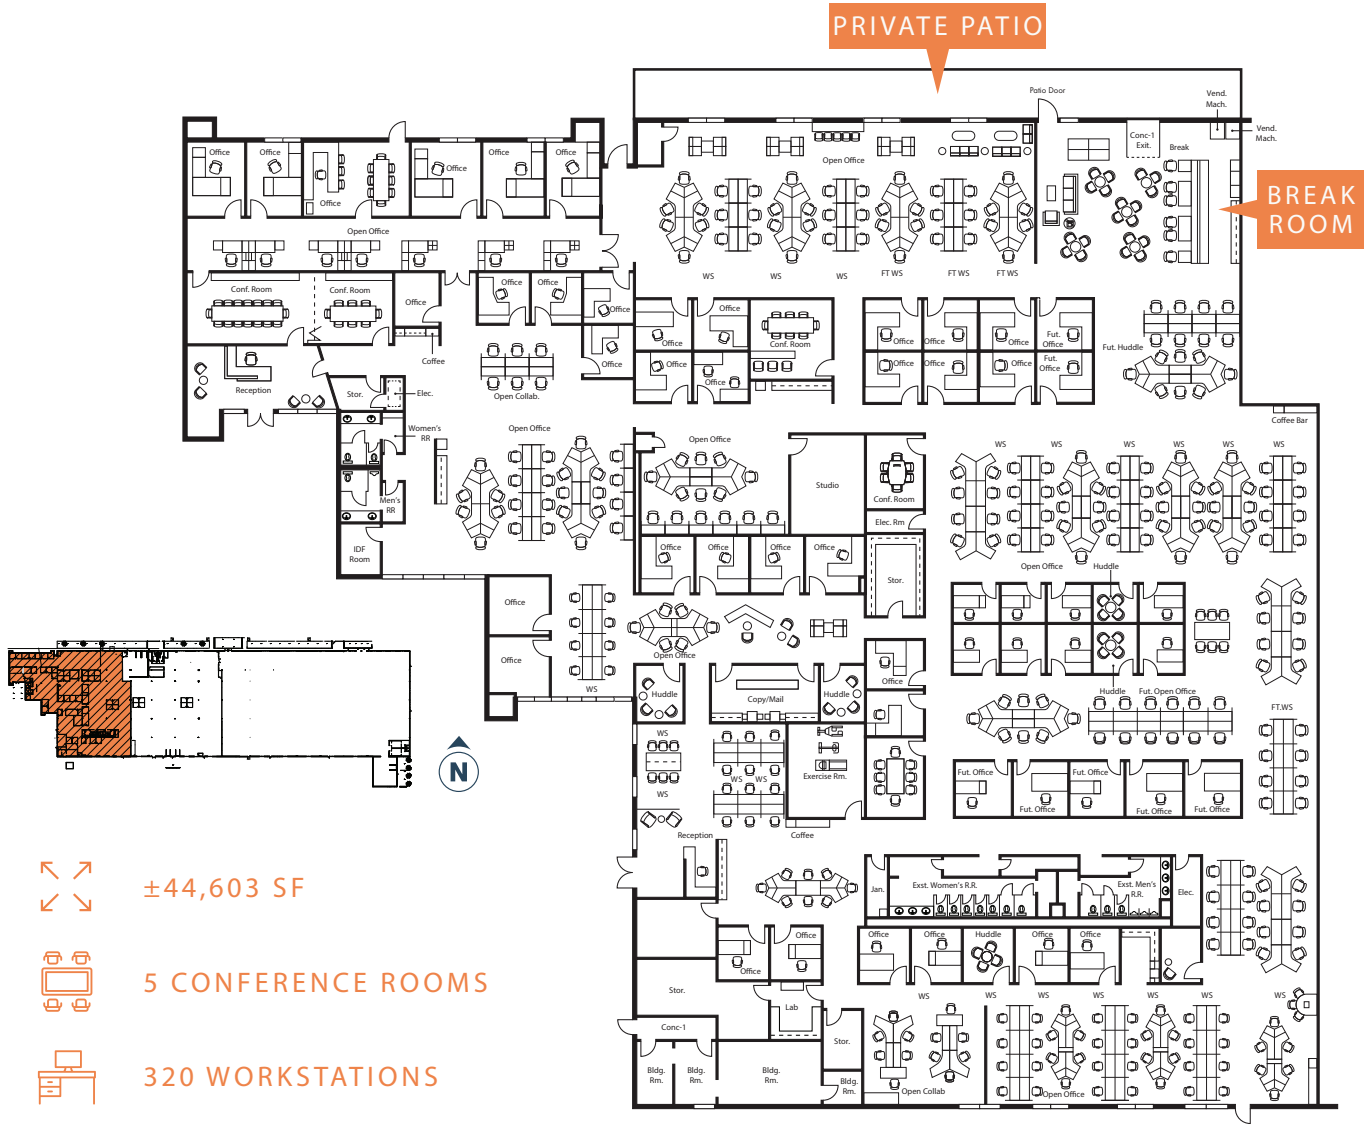 PRIVATE PATIO
Patio Door
Vend.
Mach.
Vend.
Mach.
Conc-1
Exit.
Break
BREAK
ROOM
Office
Office
Office
Office
Office
Office
Open Office
Open Office
WS
WS
WS
FT WS
FT WS
FT WS
Conf. Room
Conf. Room
Office
Office
Office
Office
Office
Coffee
Office
Office
Office
Office
Conf. Room
Office
Office
Office
Office
Office
Office
Fut.
Office
Fut.
Office
Fut. Huddle
Reception
Stor.
Elec.
Open Collab.
Women's
RR
Men's
RR
IDF
Room
Open Office
Open Office
Studio
Conf. Room
Elec. Rm
Stor.
Office
Office
Office
Office
Coffee Bar
WS
WS
WS
WS
WS
WS
Open Office
Huddle
Huddle
Fut. Open Office
FT.WS
Office
Office
WS
Open Office
Huddle
Copy/Mail
Huddle
Office
Office
WS
WS
WS
WS
Exercise Rm.
Reception
Coffee
Fut. Office
Fut. Office
Fut. Office
Fut. Office
Fut. Office
Jan.
Exst. Women's R.R.
Exst. Men's
R.R.
Elec.
Office
Office
Huddle
Office
Office
Office
Office
Stor.
Lab
Conc-1
Stor.
Bldg.
Rm.
Bldg.
Rm.
Bldg.
Rm.
Bldg.
Rm.
WS
WS
WS
WS
WS
WS
Open Collab
Open Office
N
±44,603 SF
5 CONFERENCE ROOMS
320 WORKSTATIONS